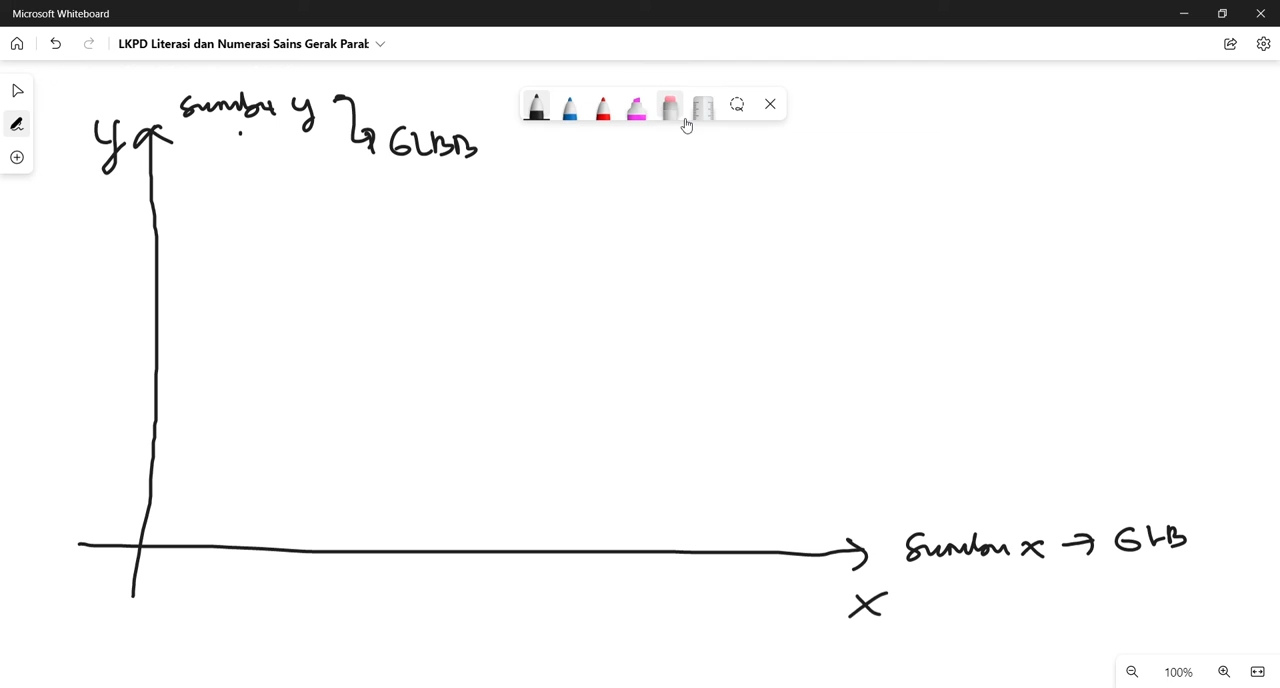 Microsoft Whiteboard
LKPD Literasi dan Numerasi Sains Gerak Parab
sumbu y
y
GLBB
Sumbu x → GLB
X
100%